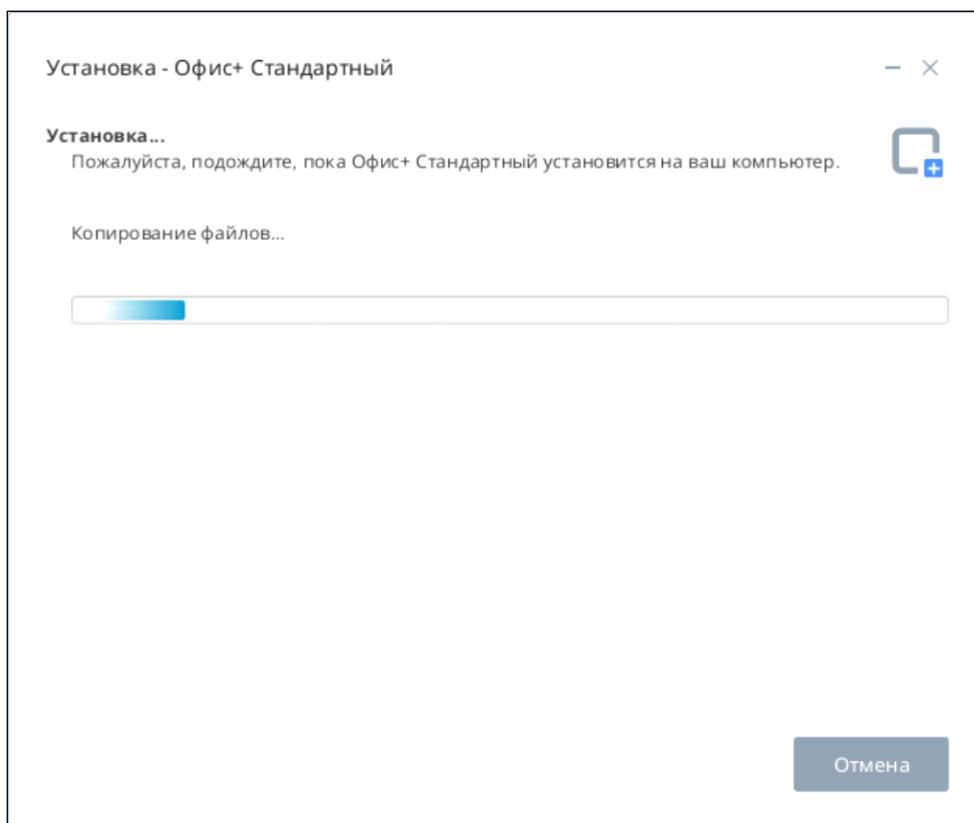 Установка - Офис+ Стандартный
Установка...
Пожалуйста, подождите, пока Офис+ Стандартный установится на ваш компьютер.
Копирование файлов...
Отмена